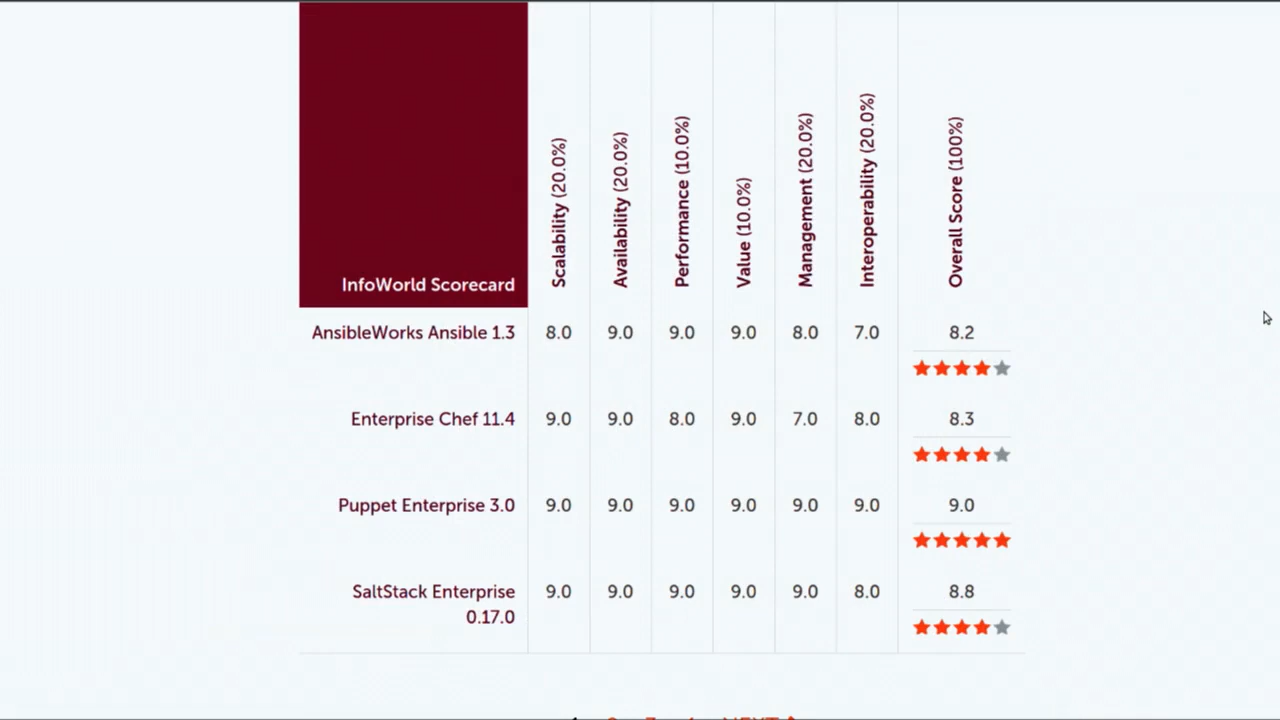 InfoWorld Scorecard
Scalability (20.0%)
Availability (20.0%)
Performance (10.0%)
Value (10.0%)
Management (20.0%)
Interoperability (20.0%)
Overall Score (100%)
AnsibleWorks Ansible 1.3 8.0 9.0 9.0 9.0 8.0 7.0 8.2
Enterprise Chef 11.4 9.0 9.0 8.0 9.0 7.0 8.0 8.3
Puppet Enterprise 3.0 9.0 9.0 9.0 9.0 9.0 9.0 9.0
SaltStack Enterprise 9.0 9.0 9.0 9.0 9.0 8.0 8.8
0.17.0
NEXT